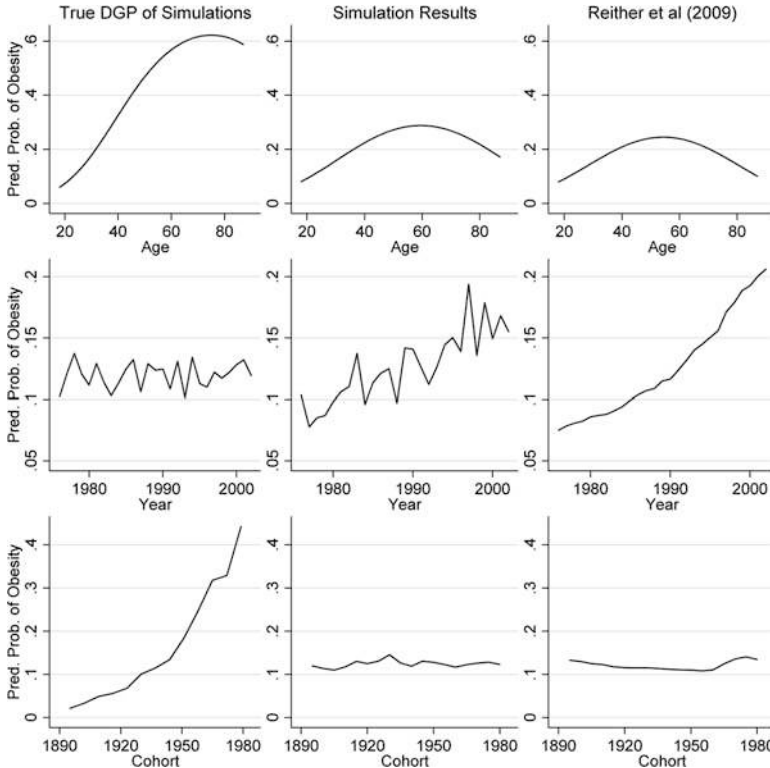 True DGP of Simulations
Simulation Results
Reither et al (2009)
Pred. Prob. of Obesity
0 .2 .4 .6
0 .2 .4 .6
0 .2 .4 .6
20 40 60 80
20 40 60 80
20 40 60 80
Age
Age
Age
Pred. Prob. of Obesity
.05 .1 .15 .2
.05 .1 .15 .2
.05 .1 .15 .2
1980 1990 2000
1980 1990 2000
1980 1990 2000
Year
Year
Year
Pred. Prob. of Obesity
0 .1 .2 .3 .4
0 .1 .2 .3 .4
0 .1 .2 .3 .4
1890 1920 1950 1980
1890 1920 1950 1980
1890 1920 1950 1980
Cohort
Cohort
Cohort